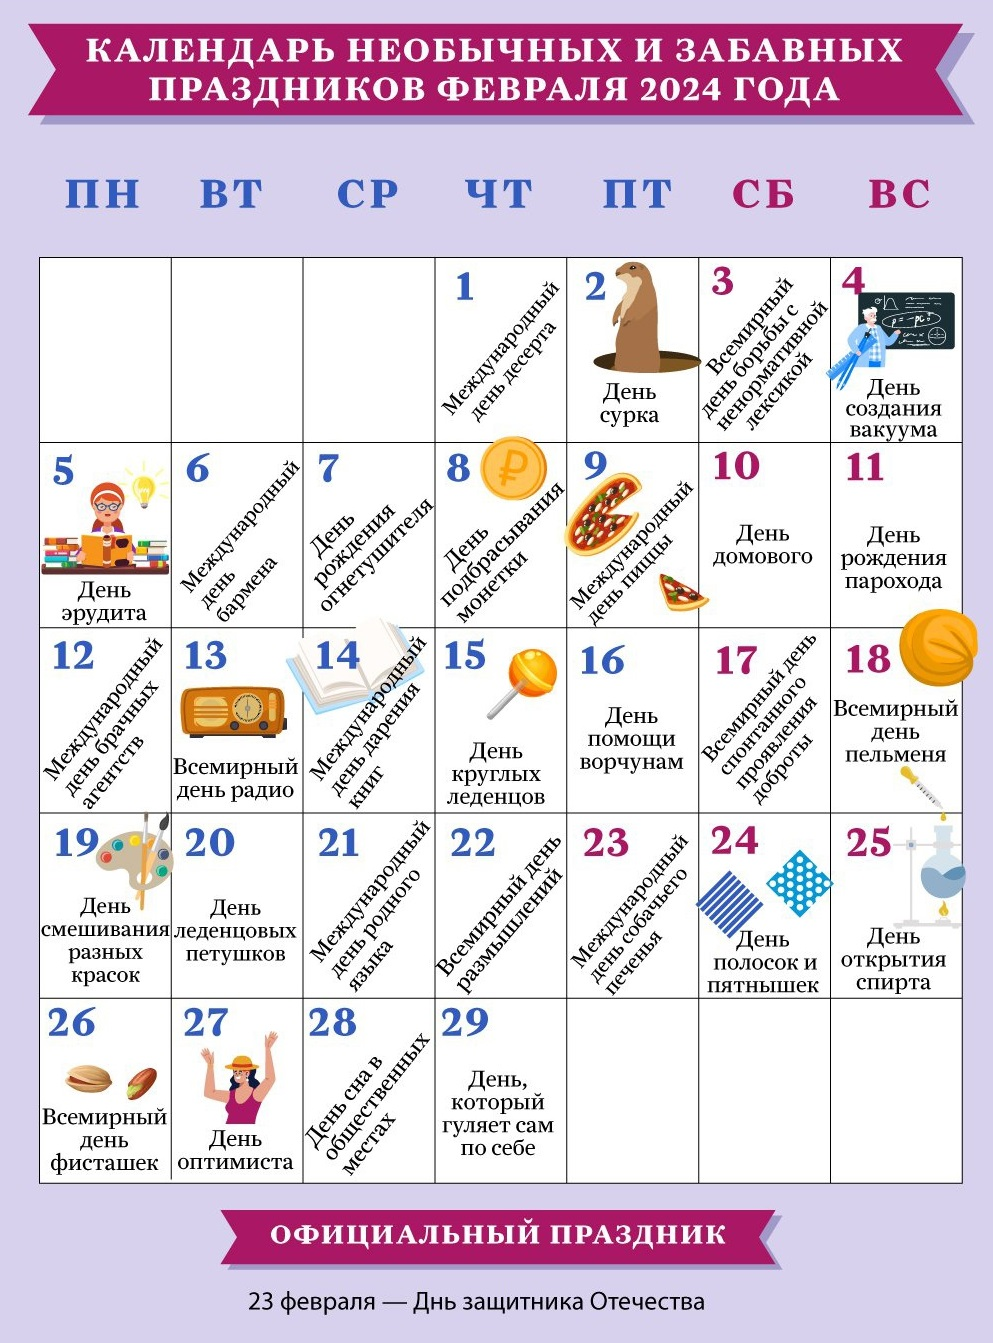 КАЛЕНДАРЬ НЕОБЫЧНЫХ И ЗАБАВНЫХ
ПРАЗДНИКОВ ФЕВРАЛЯ 2024 ГОДА
ПН ВТ СР ЧТ ПТ СБ ВС
1
Международный
день десерта
2
День
сурка
3
Всемирный
день борьбы с
ненормативной
лексикой
4
День
создания
вакуума
5
День
эрудита
6
Международный
день
бармена
7
День
рождения
огнетушителя
8
День
подбрасывания
монетки
9
Международный
день пиццы
10
День
домового
11
День
рождения
парохода
12
Международный
день брачных
агентств
13
Всемирный
день радио
14
Международный
день дарения
книг
15
День
круглых
леденцов
16
День
помощи
ворчунам
17
Всемирный день
спонтанного
проявления
доброты
18
Всемирный
день
пельменя
19
День
смешивания
разных
красок
20
День
леденцовых
петушков
21
Международный
день родного
языка
22
Всемирный день
размышлений
23
Международный
день собачьего
печенья
24
День
полосок и
пятнышек
25
День
открытия
спирта
26
Всемирный
день
фисташек
27
День
оптимиста
28
День сна в
общественных
местах
29
День,
который
гуляет сам
по себе
ОФИЦИАЛЬНЫЙ ПРАЗДНИК
23 февраля — Днь защитника Отечества